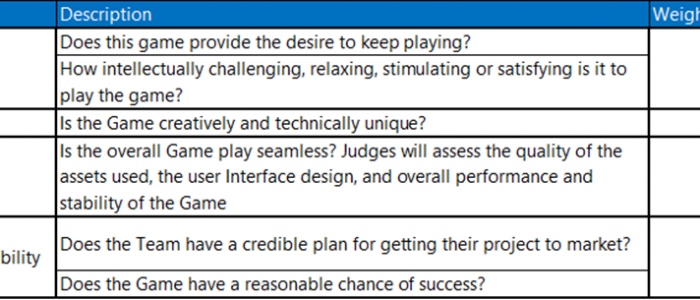 Description Weigh
Does this game provide the desire to keep playing?
How intellectually challenging, relaxing, stimulating or satisfying is it to
play the game?
Is the Game creatively and technically unique?
Is the overall Game play seamless? Judges will assess the quality of the
assets used, the user Interface design, and overall performance and
stability of the Game
Does the Team have a credible plan for getting their project to market?
bility
Does the Game have a reasonable chance of success?